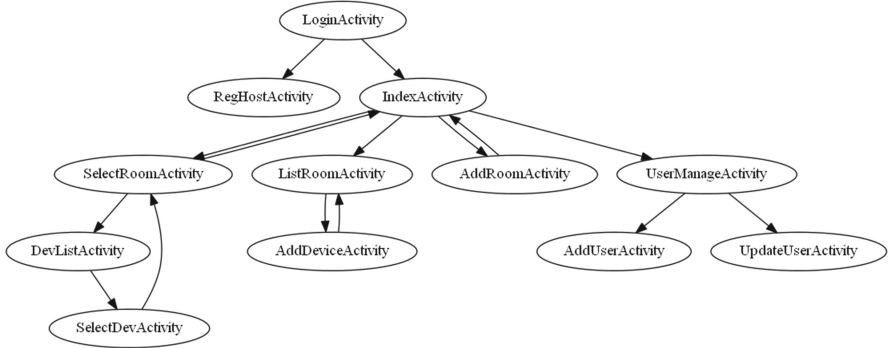 LoginActivity
RegHostActivity
IndexActivity
SelectRoomActivity
ListRoomActivity
AddRoomActivity
UserManageActivity
DevListActivity
AddDeviceActivity
AddUserActivity
UpdateUserActivity
SelectDevActivity